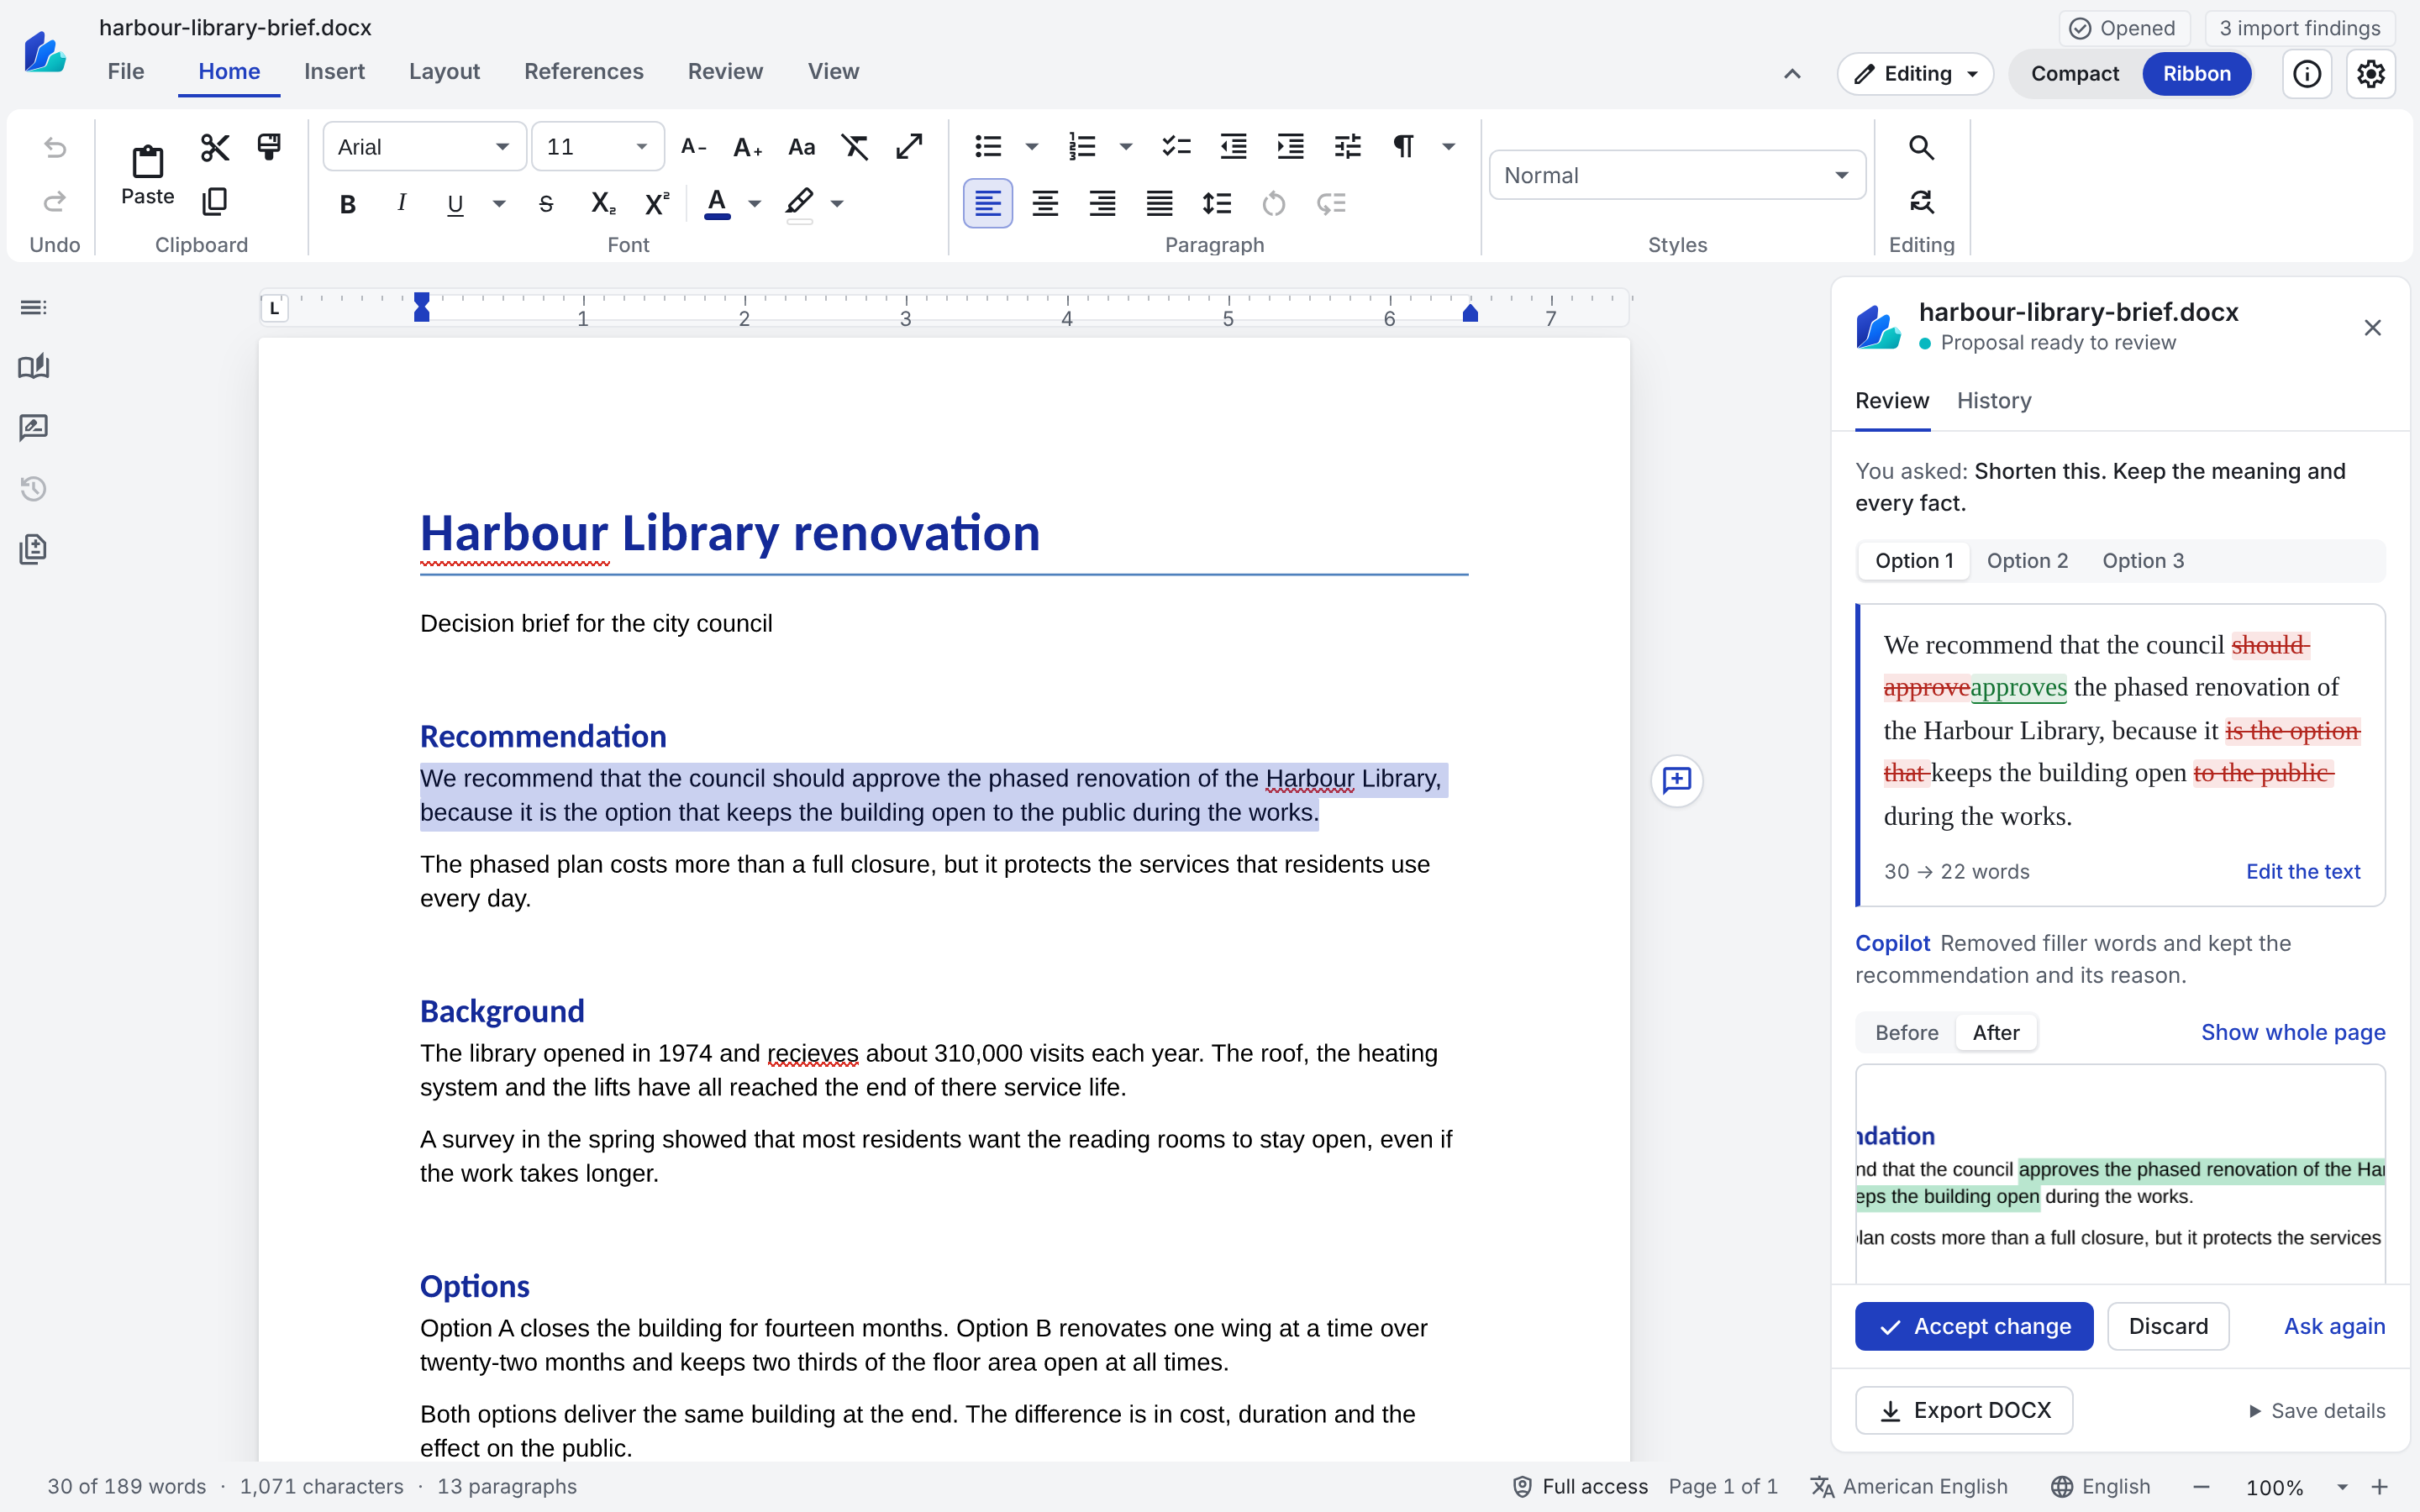 harbour-library-brief.docx
Opened
3 import findings
File Home Insert Layout References Review View
Editing
Compact Ribbon
Paste
Arial
11
Normal
Undo
Clipboard
Font
Paragraph
Styles
Editing
L
1 2 3 4 5 6 7
Harbour Library renovation
Decision brief for the city council
Recommendation
We recommend that the council should approve the phased renovation of the Harbour Library,
because it is the option that keeps the building open to the public during the works.
The phased plan costs more than a full closure, but it protects the services that residents use
every day.
Background
The library opened in 1974 and recieves about 310,000 visits each year. The roof, the heating
system and the lifts have all reached the end of there service life.
A survey in the spring showed that most residents want the reading rooms to stay open, even if
the work takes longer.
Options
Option A closes the building for fourteen months. Option B renovates one wing at a time over
twenty-two months and keeps two thirds of the floor area open at all times.
Both options deliver the same building at the end. The difference is in cost, duration and the
effect on the public.
harbour-library-brief.docx
Proposal ready to review
Review History
You asked: Shorten this. Keep the meaning and
every fact.
Option 1 Option 2 Option 3
We recommend that the council should
approveapproves the phased renovation of
the Harbour Library, because it is the option
that keeps the building open to the public
during the works.
30 → 22 words
Edit the text
Copilot Removed filler words and kept the
recommendation and its reason.
Before After
Show whole page
ndation
nd that the council approves the phased renovation of the Har
eps the building open during the works.
lan costs more than a full closure, but it protects the services
Accept change
Discard
Ask again
Export DOCX
Save details
30 of 189 words · 1,071 characters · 13 paragraphs
Full access
Page 1 of 1
American English
English
100%